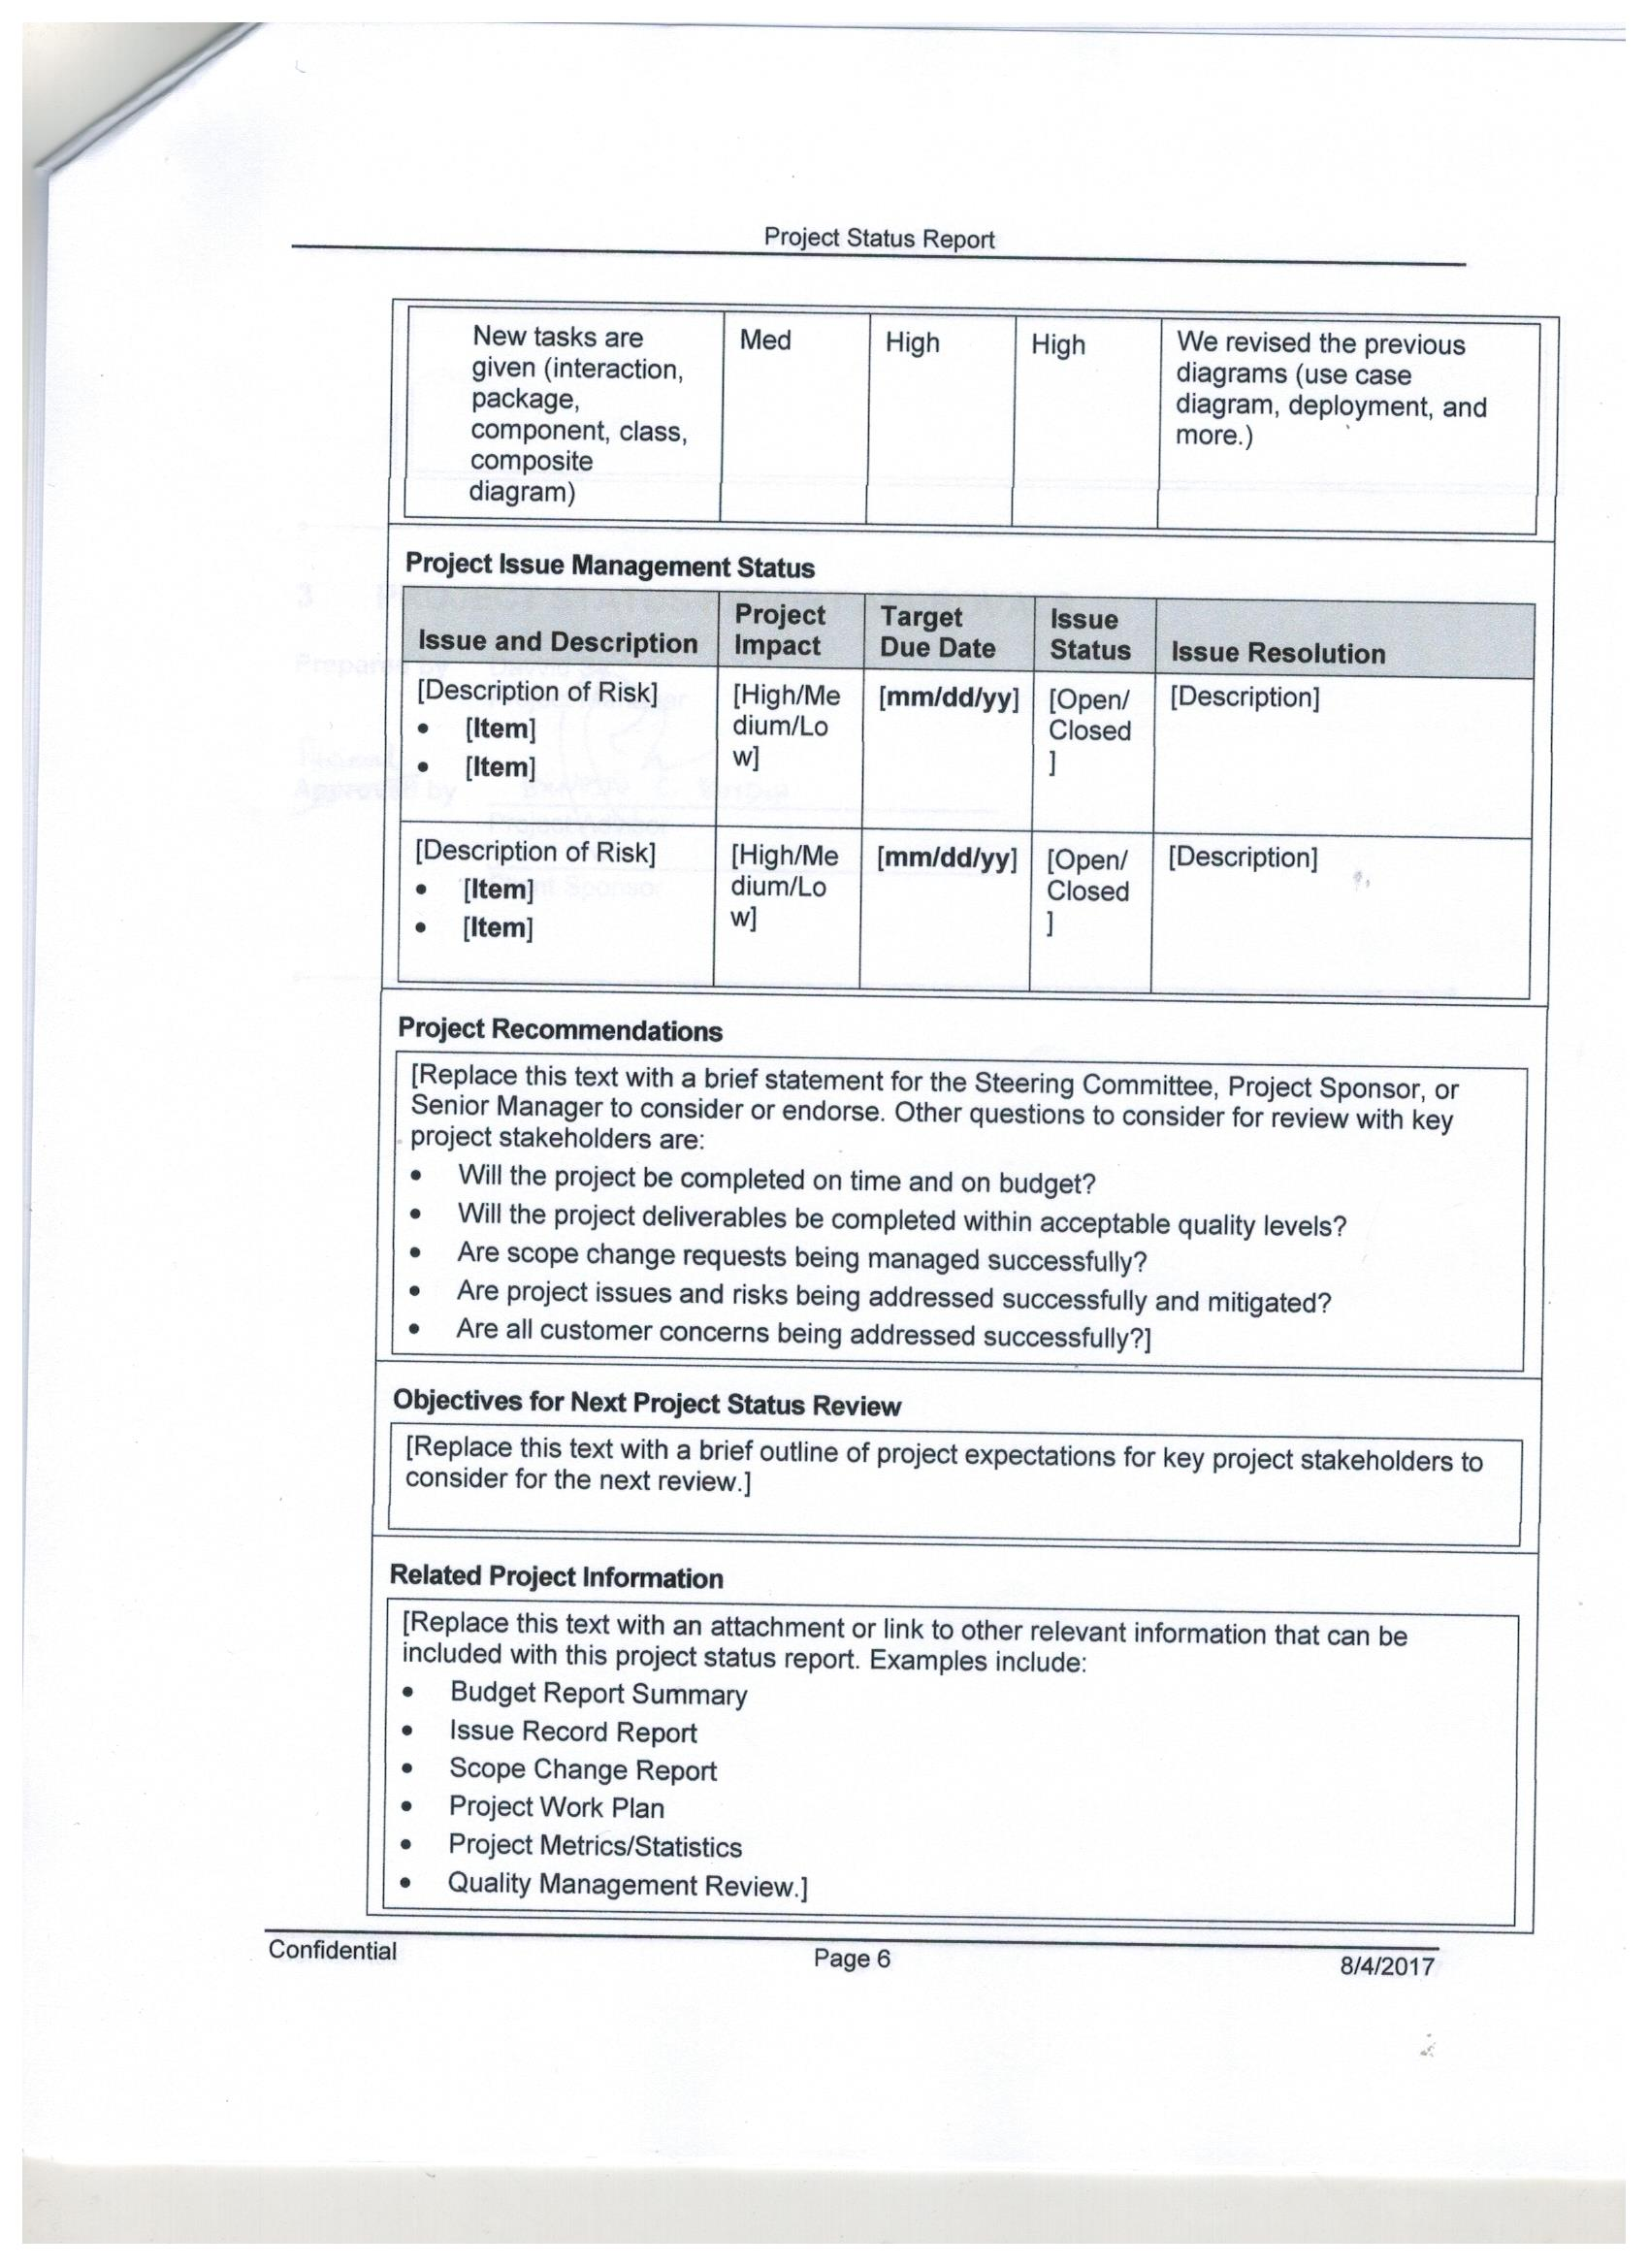 Project Status Report
New tasks are
given (interaction,
package,
component, class,
composite
diagram)
Med
High
High
We revised the previous
diagrams (use case
diagram, deployment, and
more.)
Project Issue Management Status
Issue and Description
Project
Impact
Target
Due Date
Issue
Status
Issue Resolution
[Description of Risk]
• [Item]
• [Item]
[High/Me
dium/Lo
w]
[mm/dd/yy]
[Open/
Closed
]
[Description]
[Description of Risk]
• [Item]
• [Item]
[High/Me
dium/Lo
w]
[mm/dd/yy]
[Open/
Closed
]
[Description]
Project Recommendations
[Replace this text with a brief statement for the Steering Committee, Project Sponsor, or
Senior Manager to consider or endorse. Other questions to consider for review with key
project stakeholders are:
• Will the project be completed on time and on budget?
• Will the project deliverables be completed within acceptable quality levels?
• Are scope change requests being managed successfully?
• Are project issues and risks being addressed successfully and mitigated?
• Are all customer concerns being addressed successfully?]
Objectives for Next Project Status Review
[Replace this text with a brief outline of project expectations for key project stakeholders to
consider for the next review.]
Related Project Information
[Replace this text with an attachment or link to other relevant information that can be
included with this project status report. Examples include:
• Budget Report Summary
• Issue Record Report
• Scope Change Report
• Project Work Plan
• Project Metrics/Statistics
• Quality Management Review.]
Confidential
Page 6
8/4/2017